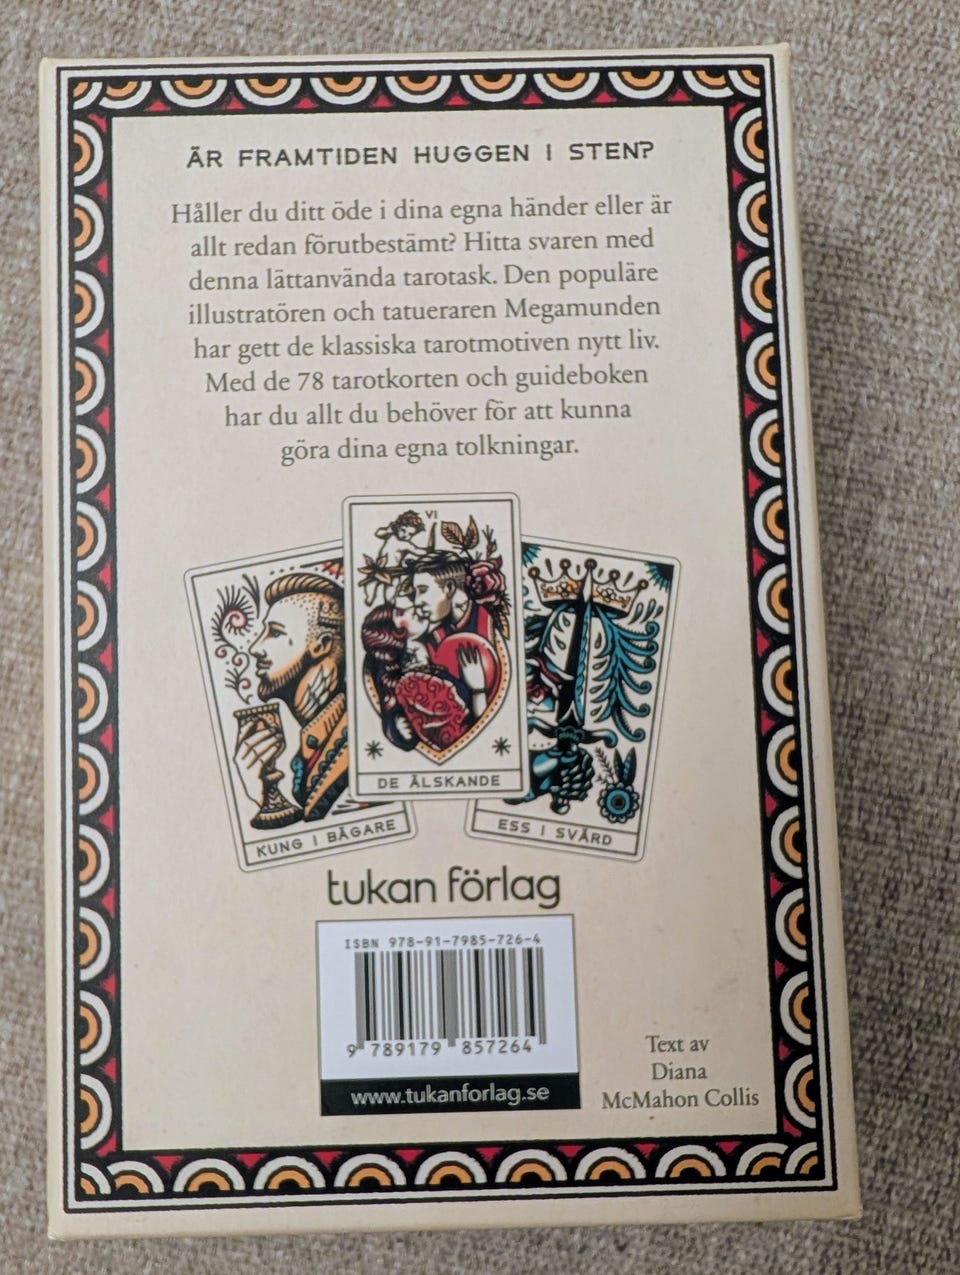 ÄR FRAMTIDEN HUGGEN I STEN?
Håller du ditt öde i dina egna händer eller är
allt redan förutbestämt? Hitta svaren med
denna lättanvända tarotask. Den populäre
illustratören och tatueraren Megamunden
har gett de klassiska tarotmotiven nytt liv.
Med de 78 tarotkorten och guideboken
har du allt du behöver för att kunna
göra dina egna tolkningar.
VI
DE ÄLSKANDE
KUNG I BÄGARE
ESS I SVÄRD
tukan förlag
ISBN 978-91-7985-726-4
9 789179 857264
www.tukanforlag.se
Text av
Diana
McMahon Collis